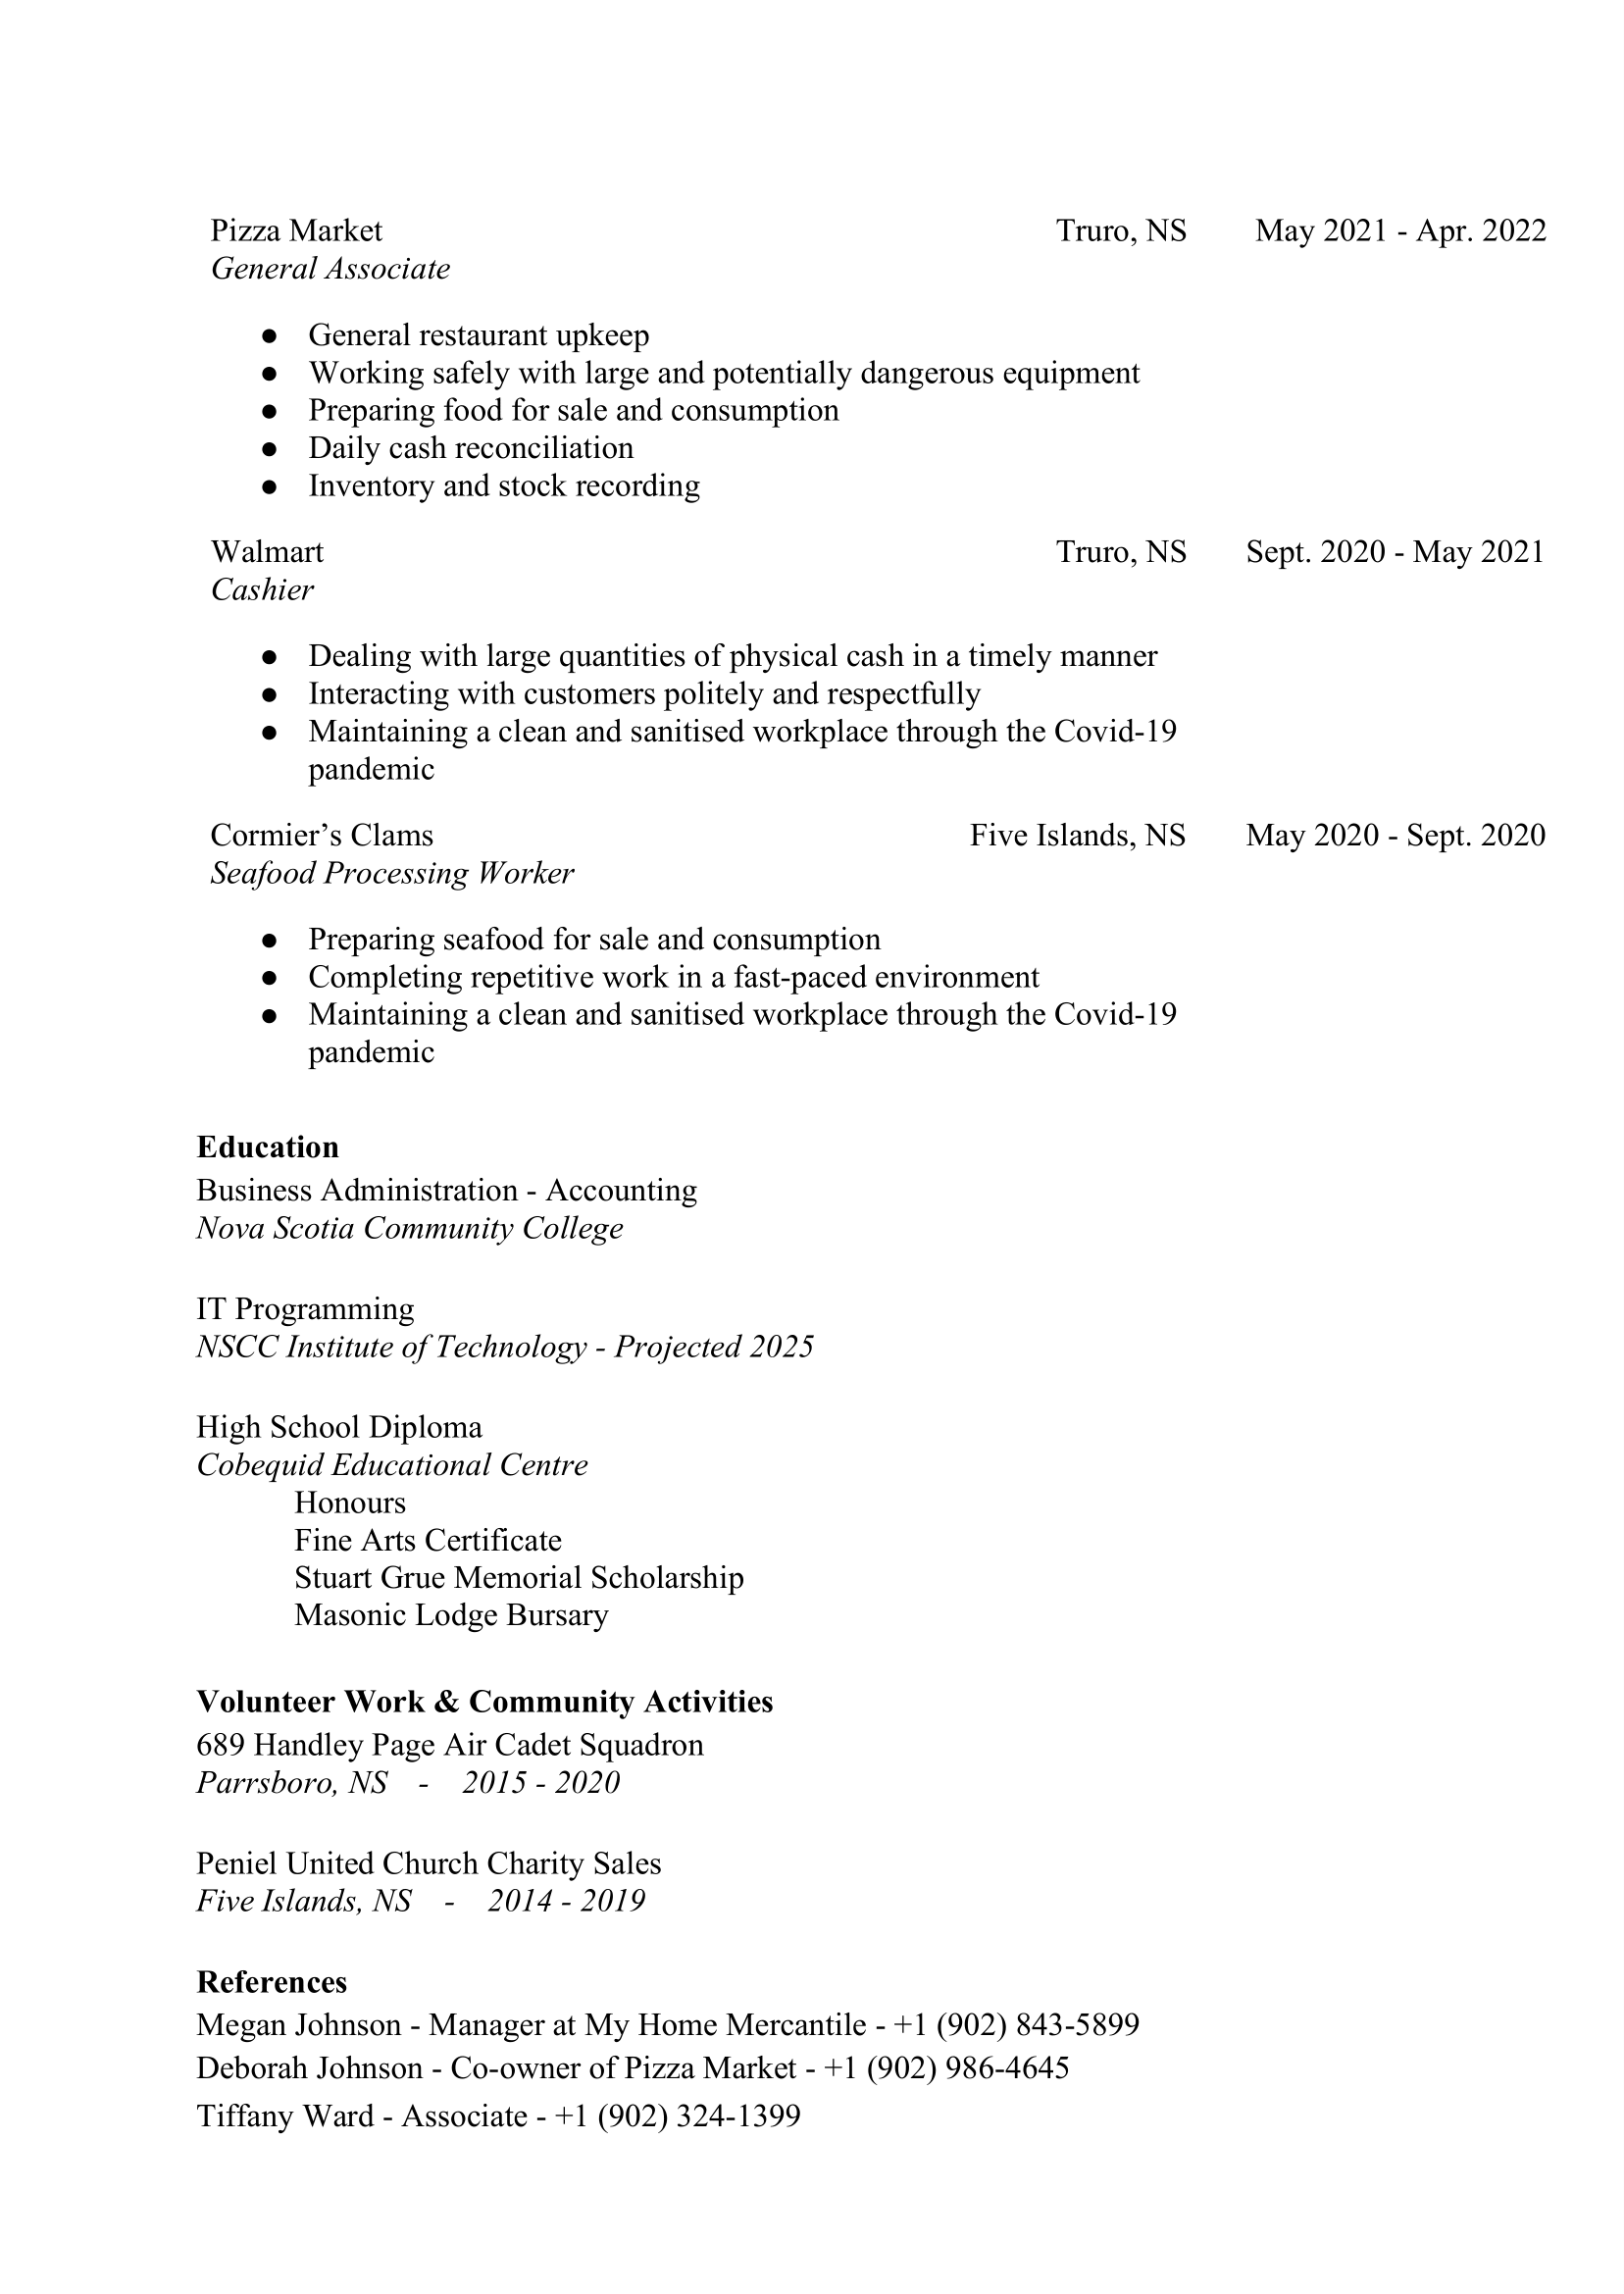 Pizza Market Truro, NS May 2021 - Apr. 2022
General Associate
● General restaurant upkeep
● Working safely with large and potentially dangerous equipment
● Preparing food for sale and consumption
● Daily cash reconciliation
● Inventory and stock recording
Walmart Truro, NS Sept. 2020 - May 2021
Cashier
● Dealing with large quantities of physical cash in a timely manner
● Interacting with customers politely and respectfully
● Maintaining a clean and sanitised workplace through the Covid-19
pandemic
Cormier’s Clams Five Islands, NS May 2020 - Sept. 2020
Seafood Processing Worker
● Preparing seafood for sale and consumption
● Completing repetitive work in a fast-paced environment
● Maintaining a clean and sanitised workplace through the Covid-19
pandemic
Education
Business Administration - Accounting
Nova Scotia Community College
IT Programming
NSCC Institute of Technology - Projected 2025
High School Diploma
Cobequid Educational Centre
Honours
Fine Arts Certificate
Stuart Grue Memorial Scholarship
Masonic Lodge Bursary
Volunteer Work & Community Activities
689 Handley Page Air Cadet Squadron
Parrsboro, NS - 2015 - 2020
Peniel United Church Charity Sales
Five Islands, NS - 2014 - 2019
References
Megan Johnson - Manager at My Home Mercantile - +1 (902) 843-5899
Deborah Johnson - Co-owner of Pizza Market - +1 (902) 986-4645
Tiffany Ward - Associate - +1 (902) 324-1399